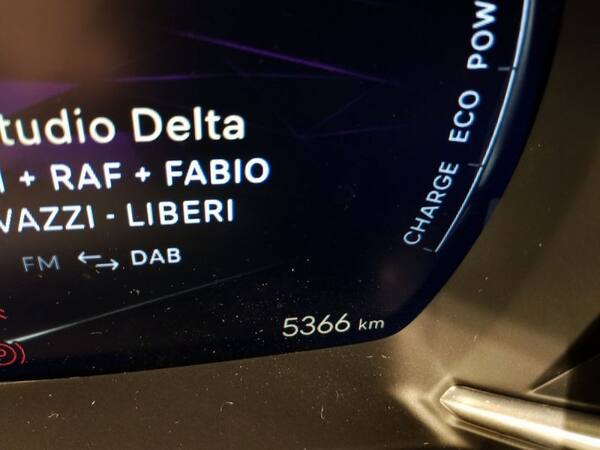 POW
ECO
CHARGE
tudio Delta
+ RAF + FABIO
VAZZI - LIBERI
FM DAB
5366 km